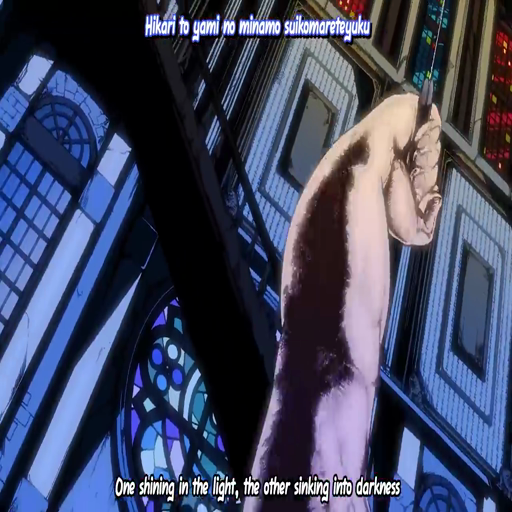 Hikari to yami no minamo suikomareteyuku
One shining in the light, the other sinking into darkness